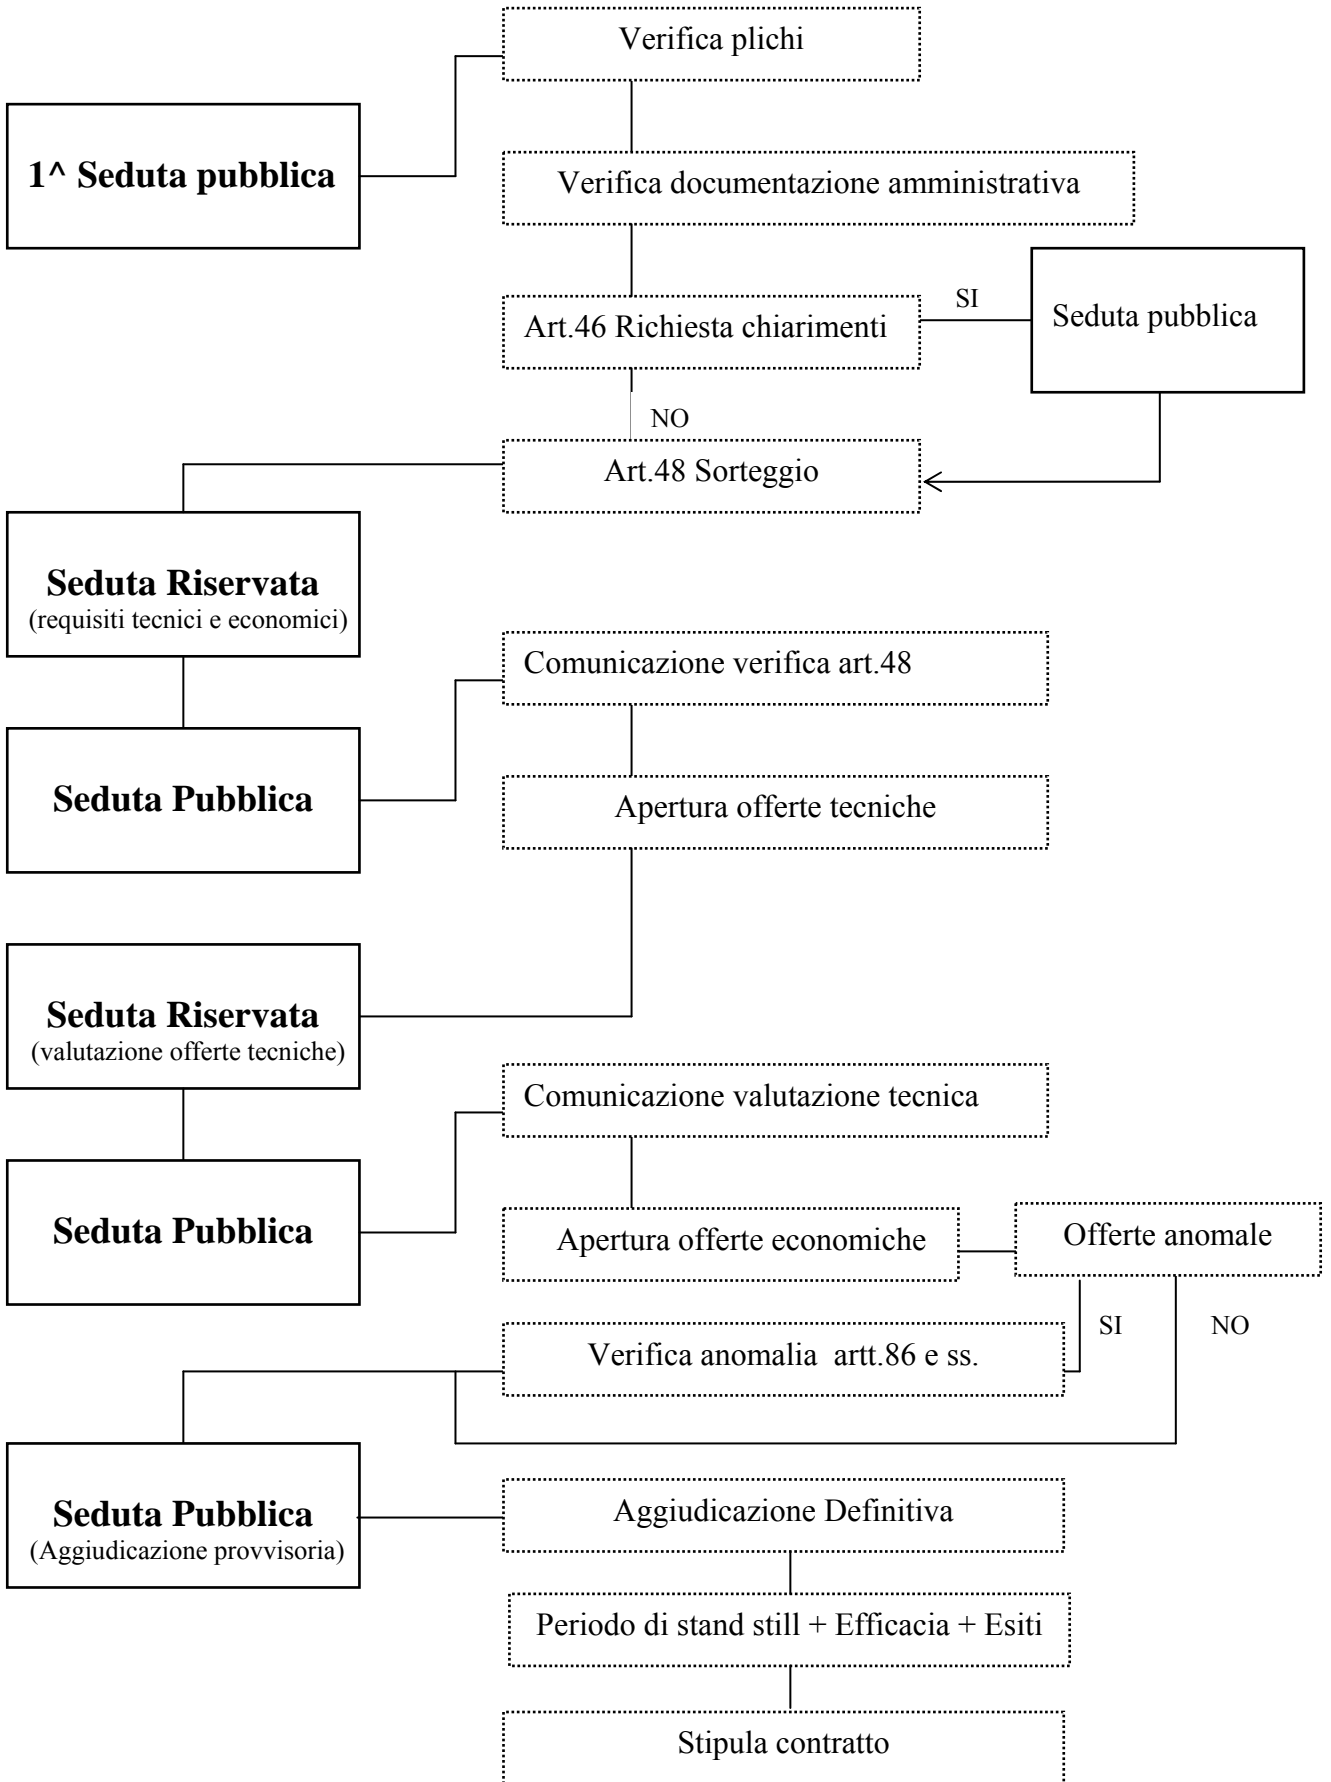 Verifica plichi
1^ Seduta pubblica
Verifica documentazione amministrativa
Art.46 Richiesta chiarimenti
SI
Seduta pubblica
NO
Art.48 Sorteggio
Seduta Riservata
(requisiti tecnici e economici)
Comunicazione verifica art.48
Seduta Pubblica
Apertura offerte tecniche
Seduta Riservata
(valutazione offerte tecniche)
Comunicazione valutazione tecnica
Seduta Pubblica
Apertura offerte economiche
Offerte anomale
SI
NO
Verifica anomalia  artt.86 e ss.
Seduta Pubblica
(Aggiudicazione provvisoria)
Aggiudicazione Definitiva
Periodo di stand still + Efficacia + Esiti
Stipula contratto